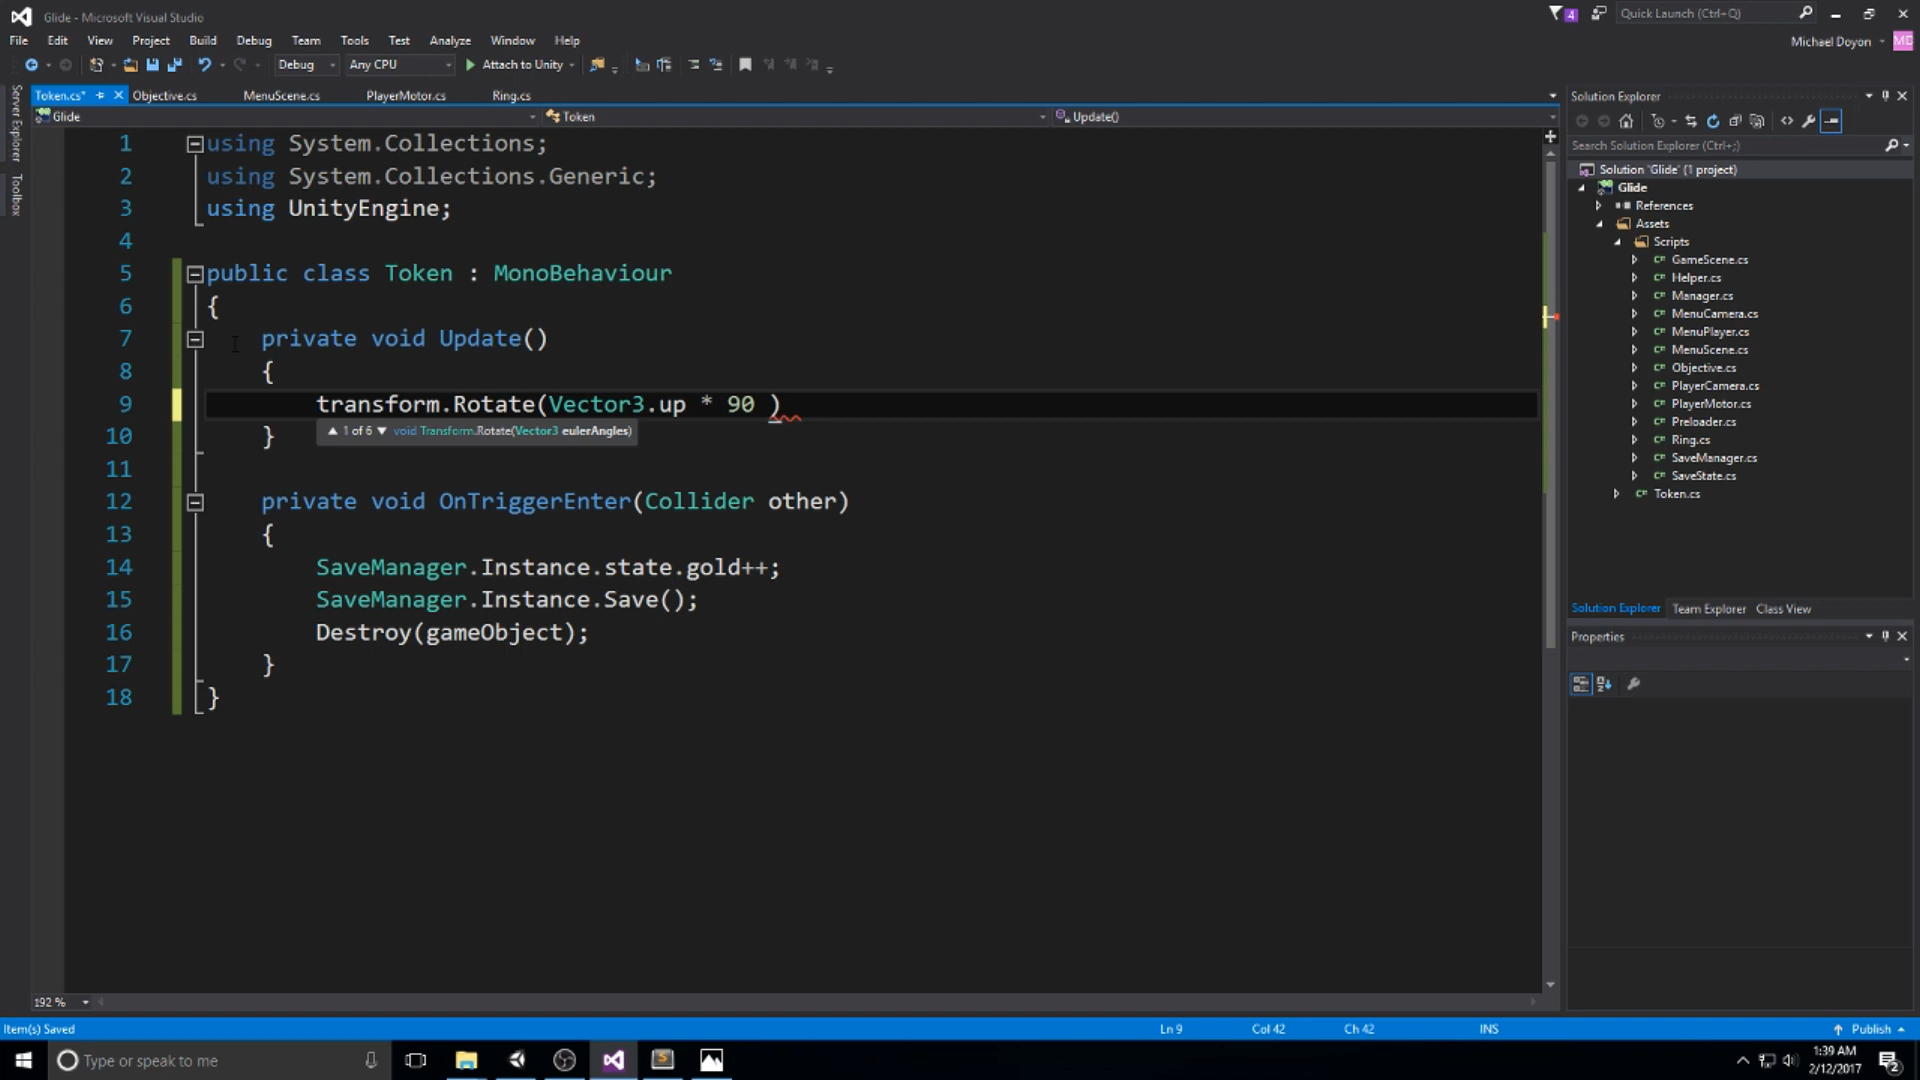 Glide - Microsoft Visual Studio
4
Quick Launch (Ctrl+Q)
File Edit View Project Build Debug Team Tools Test Analyze Window Help
Michael Doyon
MD
Debug
Any CPU
Attach to Unity
Token.cs* Objective.cs MenuScene.cs PlayerMotor.cs Ring.cs
Glide
Token
Update()
Server Explorer
Toolbox
1 using System.Collections;
2 using System.Collections.Generic;
3 using UnityEngine;
4
5 public class Token : MonoBehaviour
6 {
7 private void Update()
8 {
9 transform.Rotate(Vector3.up * 90 )
1 of 6 void Transform.Rotate(Vector3 eulerAngles)
10 }
11
12 private void OnTriggerEnter(Collider other)
13 {
14 SaveManager.Instance.state.gold++;
15 SaveManager.Instance.Save();
16 Destroy(gameObject);
17 }
18 }
192 %
Solution Explorer
Search Solution Explorer (Ctrl+;)
Solution 'Glide' (1 project)
Glide
References
Assets
Scripts
GameScene.cs
Helper.cs
Manager.cs
MenuCamera.cs
MenuPlayer.cs
MenuScene.cs
Objective.cs
PlayerCamera.cs
PlayerMotor.cs
Preloader.cs
Ring.cs
SaveManager.cs
SaveState.cs
Token.cs
Solution Explorer Team Explorer Class View
Properties
Item(s) Saved
Ln 9
Col 42
Ch 42
INS
Publish
Type or speak to me
1:39 AM
2/12/2017
2